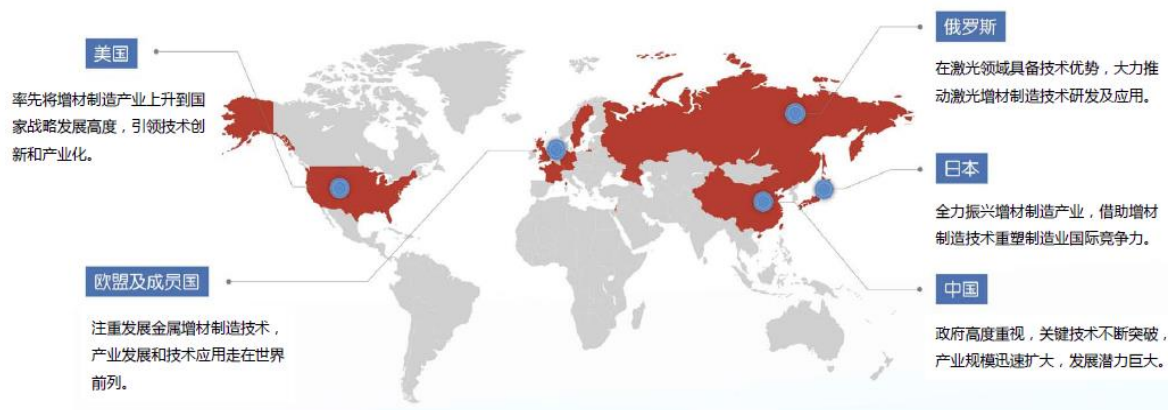 美国
率先将增材制造产业上升到国
家战略发展高度，引领技术创
新和产业化。
欧盟及成员国
注重发展金属增材制造技术，
产业发展和技术应用走在世界
前列。
俄罗斯
在激光领域具备技术优势，大力推
动激光增材制造技术研发及应用。
日本
全力振兴增材制造产业，借助增材
制造技术重塑制造业国际竞争力。
中国
政府高度重视，关键技术不断突破，
产业规模迅速扩大，发展潜力巨大。